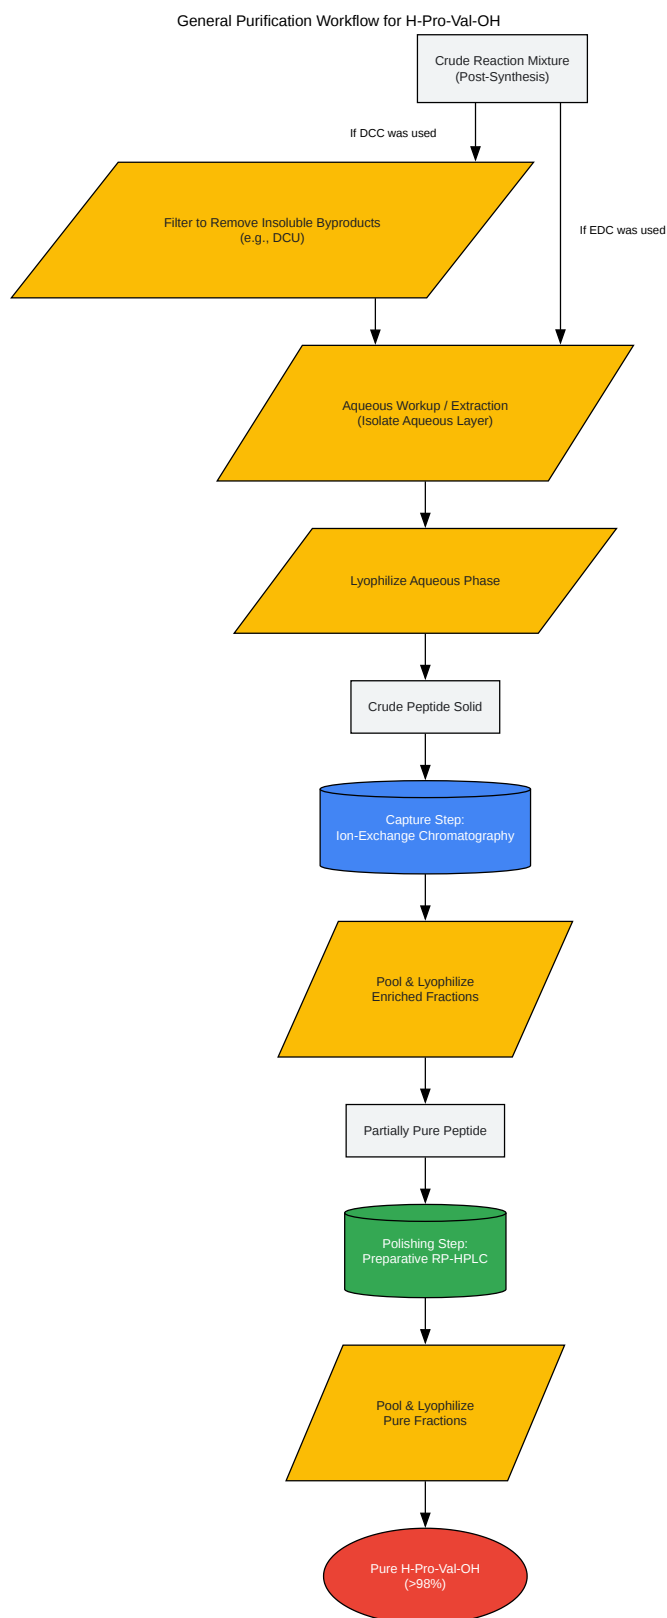 General Purification Workflow for H-Pro-Val-OH
Crude Reaction Mixture
(Post-Synthesis)
If DCC was used
Filter to Remove Insoluble Byproducts
(e.g., DCU)
If EDC was used
Aqueous Workup / Extraction
(Isolate Aqueous Layer)
Lyophilize Aqueous Phase
Crude Peptide Solid
Capture Step:
Ion-Exchange Chromatography
Pool & Lyophilize
Enriched Fractions
Partially Pure Peptide
Polishing Step:
Preparative RP-HPLC
Pool & Lyophilize
Pure Fractions
Pure H-Pro-Val-OH
(>98%)